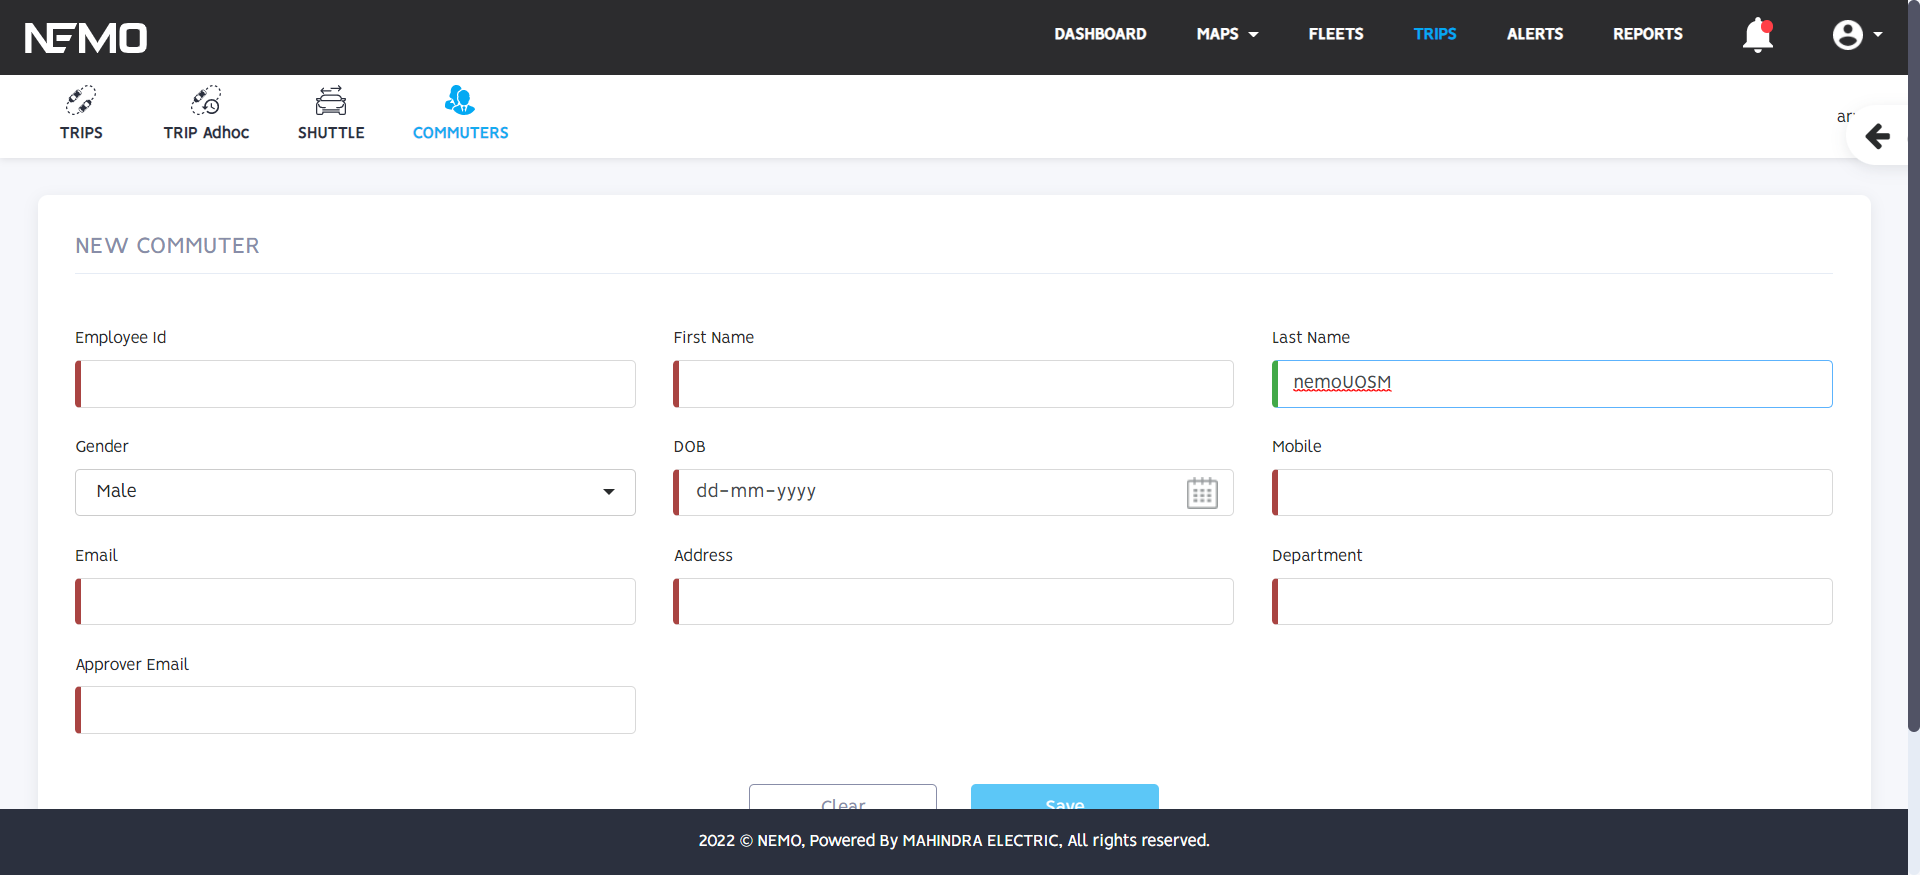 NEMO
DASHBOARD MAPS FLEETS TRIPS ALERTS REPORTS
TRIPS TRIP Adhoc SHUTTLE COMMUTERS
NEW COMMUTER
Employee Id First Name Last Name
nemoUOSM
Gender DOB Mobile
Male dd-mm-yyyy
Email Address Department
Approver Email
Clear Save
2022 © NEMO, Powered By MAHINDRA ELECTRIC, All rights reserved.